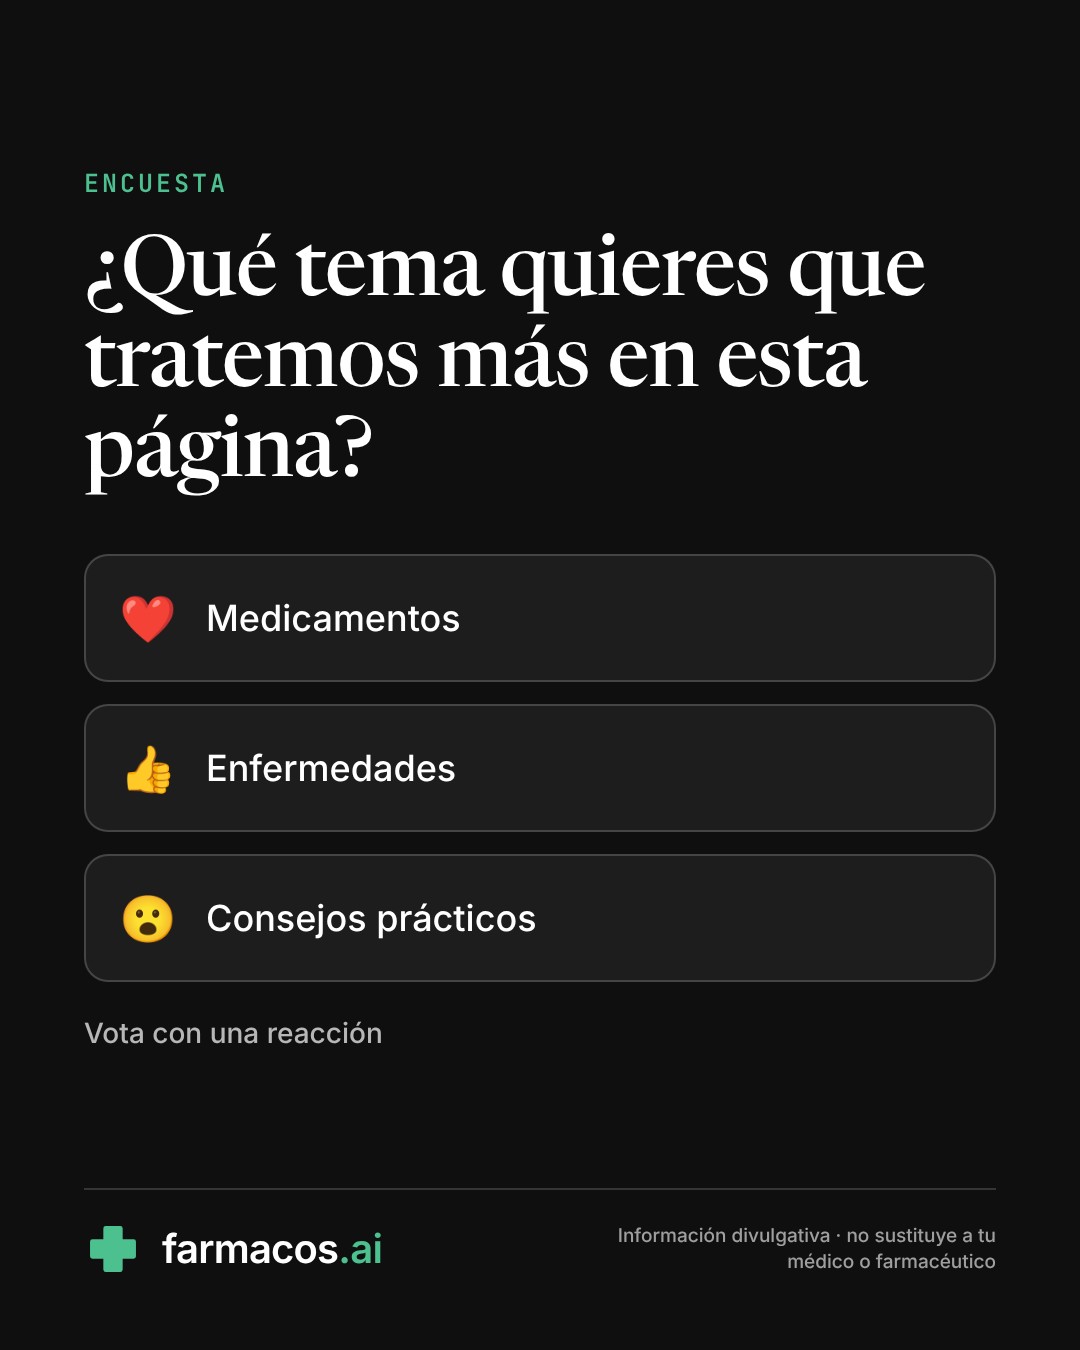 ENCUESTA
¿Qué tema quieres que
tratemos más en esta
página?
❤️ Medicamentos
👍 Enfermedades
😮 Consejos prácticos
Vota con una reacción
farmacos.ai
Información divulgativa · no sustituye a tu
médico o farmacéutico